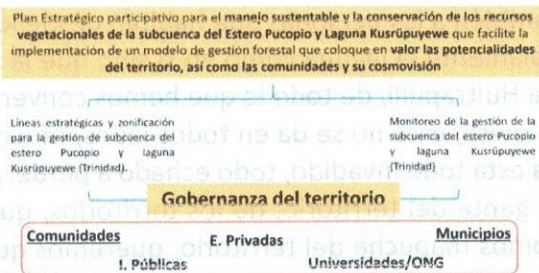 Plan Estratégico participativo para el manejo sustentable y la conservación de los recursos
vegetacionales de la subcuenca del Estero Pucopio y Laguna Kusrüpuyewe que facilite la
implementación de un modelo de gestión forestal que coloque en valor las potencialidades
del territorio, así como las comunidades y su cosmovisión
Líneas estratégicas y zonificación
para la gestión de subcuenca del
estero Pucopio y laguna
Kusrüpuyewe (Trinidad).
Monitoreo de la gestión de la
subcuenca del estero Pucopio
y laguna Kusrüpuyewe
(Trinidad)
Gobernanza del territorio
Comunidades E. Privadas Municipios
I. Públicas Universidades/ONG